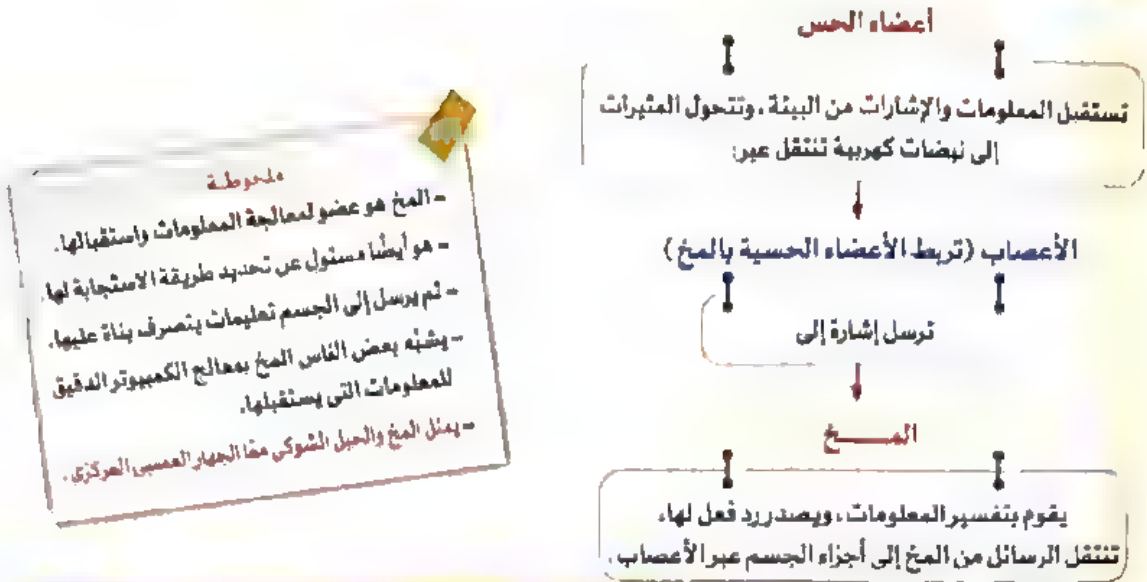 أعضاء الحس
تستقبل المعلومات والإشارات من البيئة، وتتحول المثيرات
إلى نبضات كهربية تنتقل عبر:
الأعصاب (تربط الأعضاء الحسية بالمخ)
ترسل إشارة إلى
المــــخ
يقوم بتفسير المعلومات، ويصدر رد فعل لها،
تنتقل الرسائل من المخ إلى أجزاء الجسم عبر الأعصاب.
ملحوظة
- المخ هو عضو لمعالجة المعلومات واستقبالها.
- هو أيضًا مسئول عن تحديد طريقة الاستجابة لها.
- ثم يرسل إلى الجسم تعليمات يتصرف بناءً عليها.
- يشبه بعض الناس المخ بمعالج الكمبيوتر الدقيق
للمعلومات التي يستقبلها.
- يمثل المخ والحبل الشوكي معًا الجهاز العصبي المركزي.